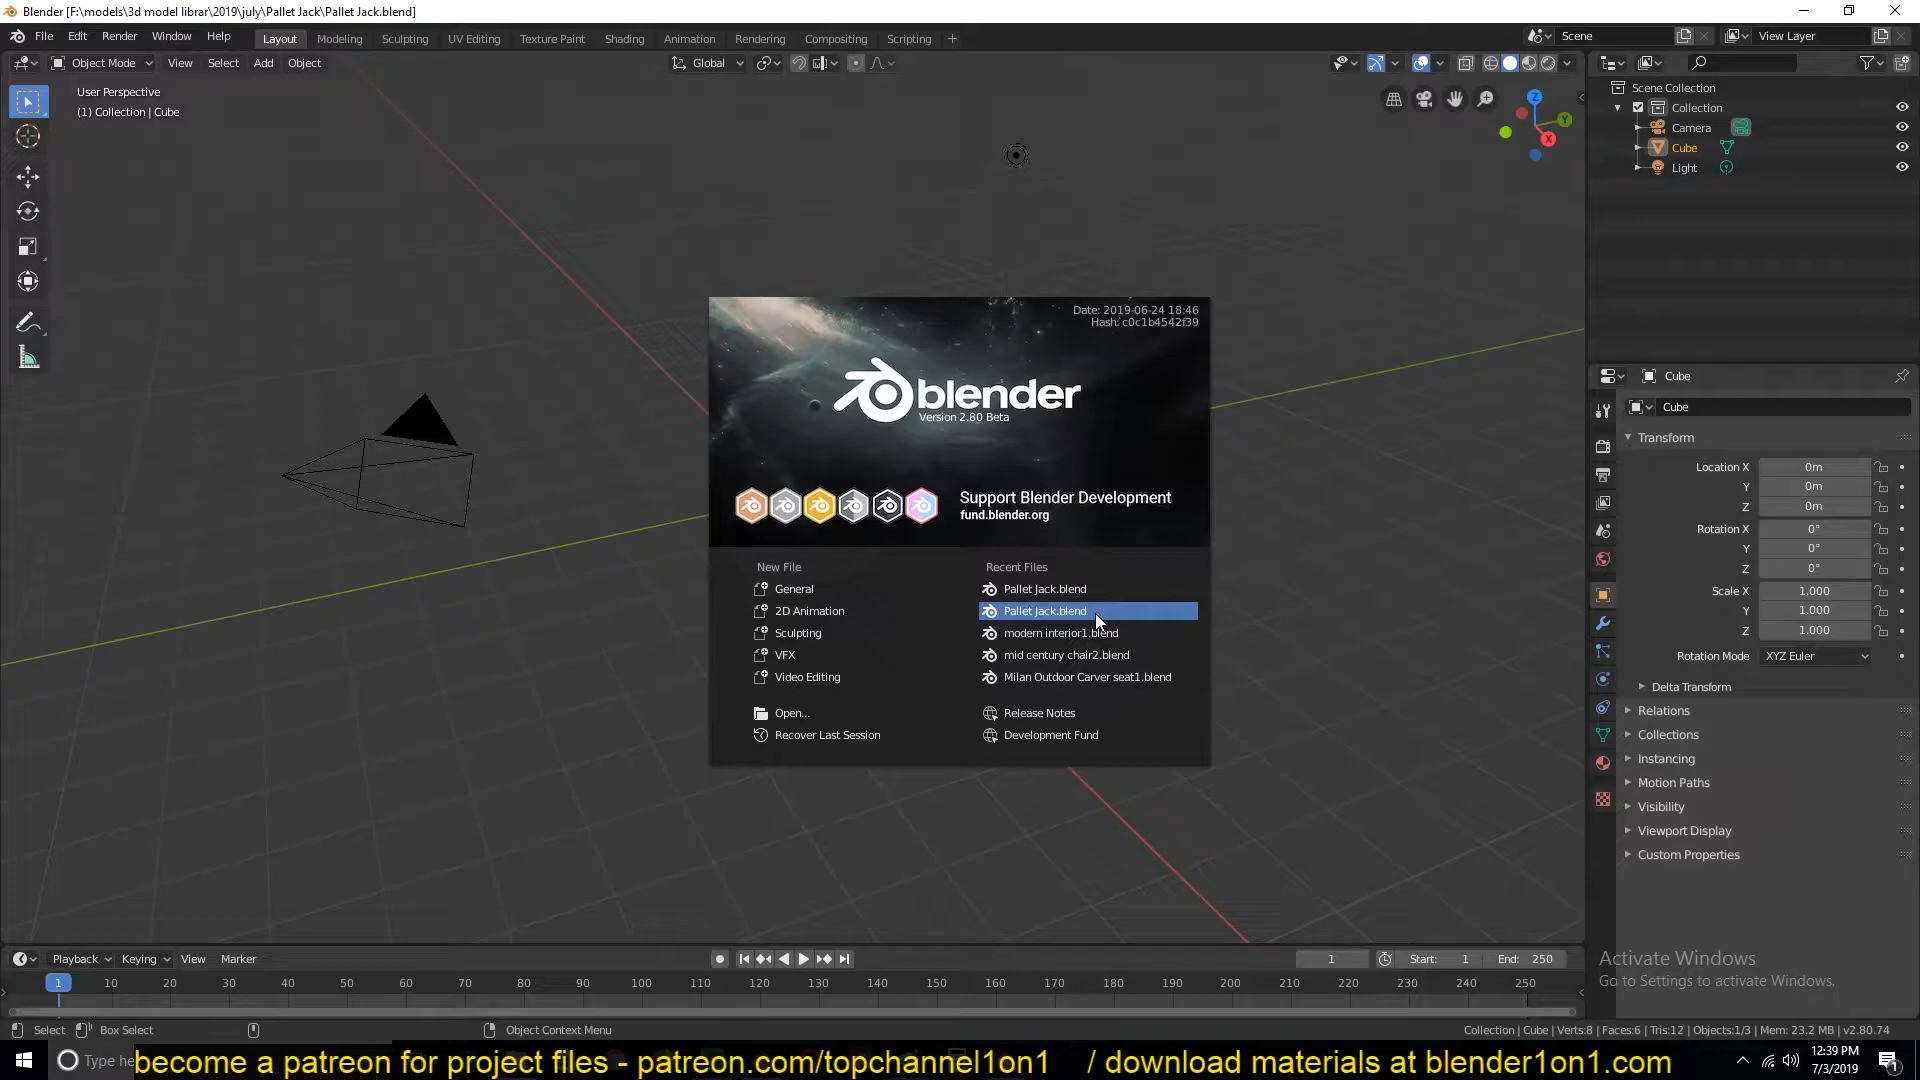 Blender [F:\models\3d model librar\2019\july\Pallet Jack\Pallet Jack.blend]
File Edit Render Window Help
Layout Modeling Sculpting UV Editing Texture Paint Shading Animation Rendering Compositing Scripting +
Scene
View Layer
Object Mode View Select Add Object
Global
User Perspective
(1) Collection | Cube
Z
Y
X
Scene Collection
Collection
Camera
Cube
Light
Date: 2019-06-24 18:46
Hash: c0c1b4542f39
blender
Version 2.80 Beta
Support Blender Development
fund.blender.org
New File
General
2D Animation
Sculpting
VFX
Video Editing
Open...
Recover Last Session
Recent Files
Pallet Jack.blend
Pallet Jack.blend
modern interior1.blend
mid century chair2.blend
Milan Outdoor Carver seat1.blend
Release Notes
Development Fund
Cube
Cube
Transform
Location X 0m
Y 0m
Z 0m
Rotation X 0°
Y 0°
Z 0°
Scale X 1.000
Y 1.000
Z 1.000
Rotation Mode XYZ Euler
Delta Transform
Relations
Collections
Instancing
Motion Paths
Visibility
Viewport Display
Custom Properties
Activate Windows
Go to Settings to activate Windows.
Playback Keying View Marker
1
Start: 1
End: 250
1 10 20 30 40 50 60 70 80 90 100 110 120 130 140 150 160 170 180 190 200 210 220 230 240 250
Select Box Select Object Context Menu
Collection | Cube | Verts:8 | Faces:6 | Tris:12 | Objects:1/3 | Mem: 23.2 MB | v2.80.74
Type he
become a patreon for project files - patreon.com/topchannel1on1 / download materials at blender1on1.com
12:39 PM
7/3/2019
1